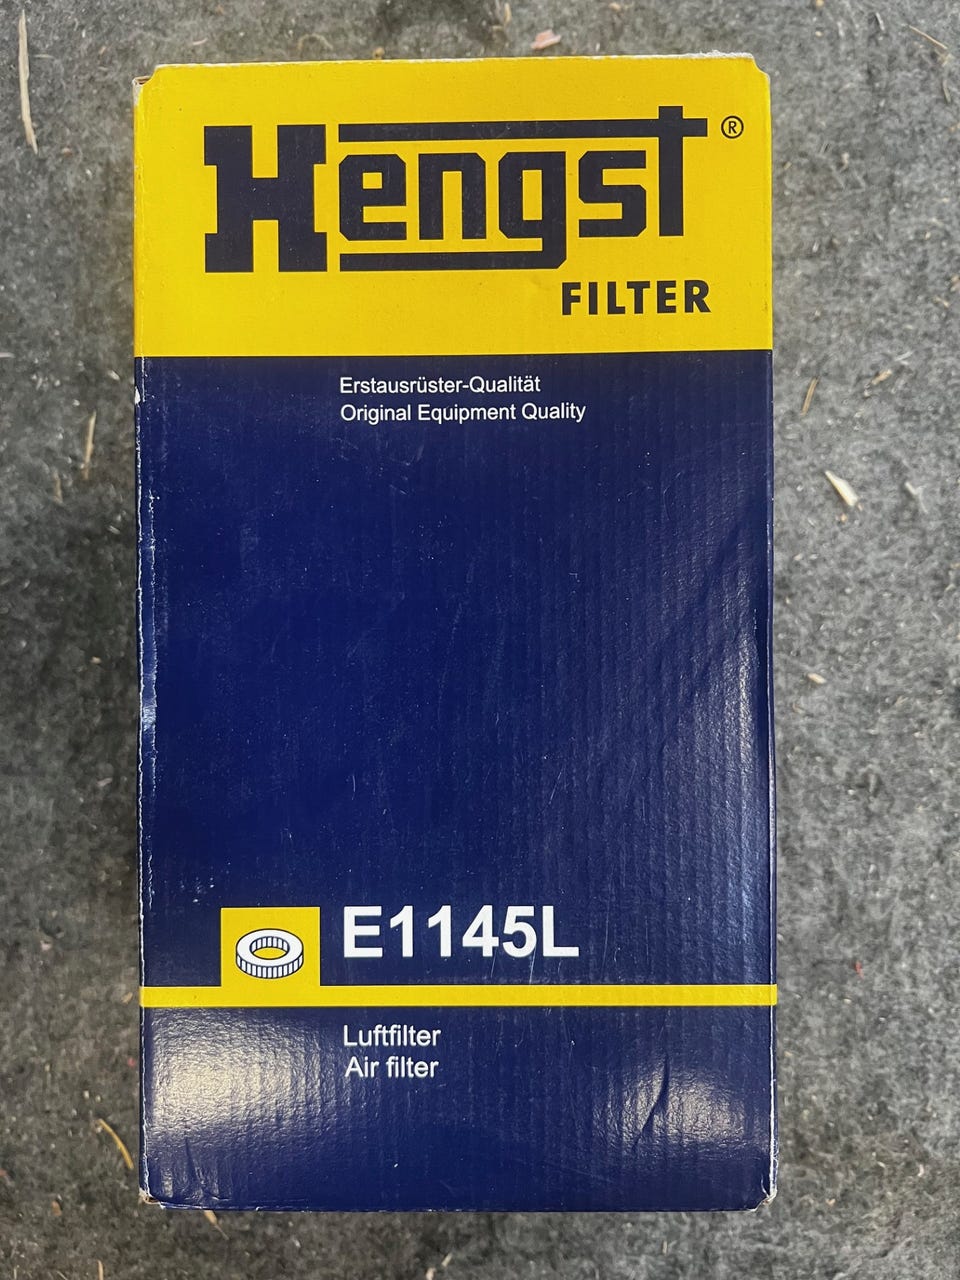 Hengst®
FILTER
Erstausrüster-Qualität
Original Equipment Quality
E1145L
Luftfilter
Air filter